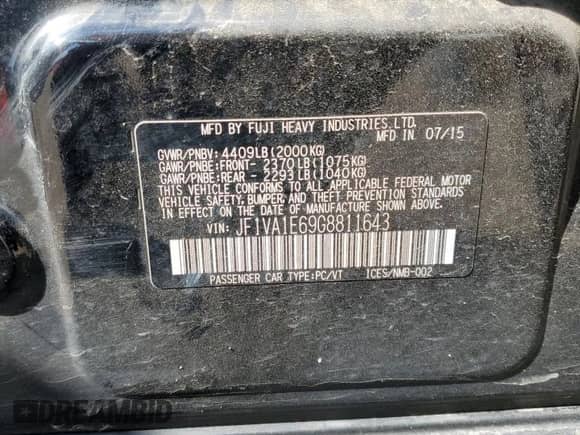 MFD BY FUJI HEAVY INDUSTRIES,LTD.
MFD IN 07/15
GVWR/PNBV: 4409LB(2000KG)
GAWR/PNBE:FRONT- 2370LB(1075KG)
GAWR/PNBE:REAR - 2293LB(1040KG)
THIS VEHICLE CONFORMS TO ALL APPLICABLE FEDERAL MOTOR
VEHICLE SAFETY, BUMPER AND THEFT PREVENTION STANDARDS
IN EFFECT ON THE DATE OF MANUFACTURE SHOWN ABOVE.
VIN: JF1VA1E69G8811643
PASSENGER CAR TYPE:PC/VT ICES/NMB-002
DREAMBID